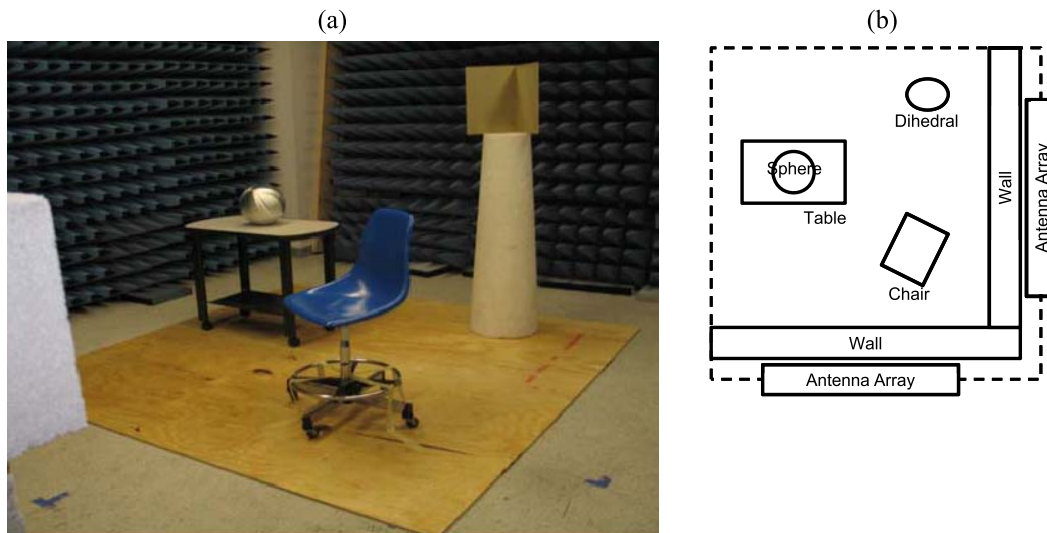 (a)
(b)
Dihedral
Sphere
Table
Chair
Wall
Antenna Array
Wall
Antenna Array